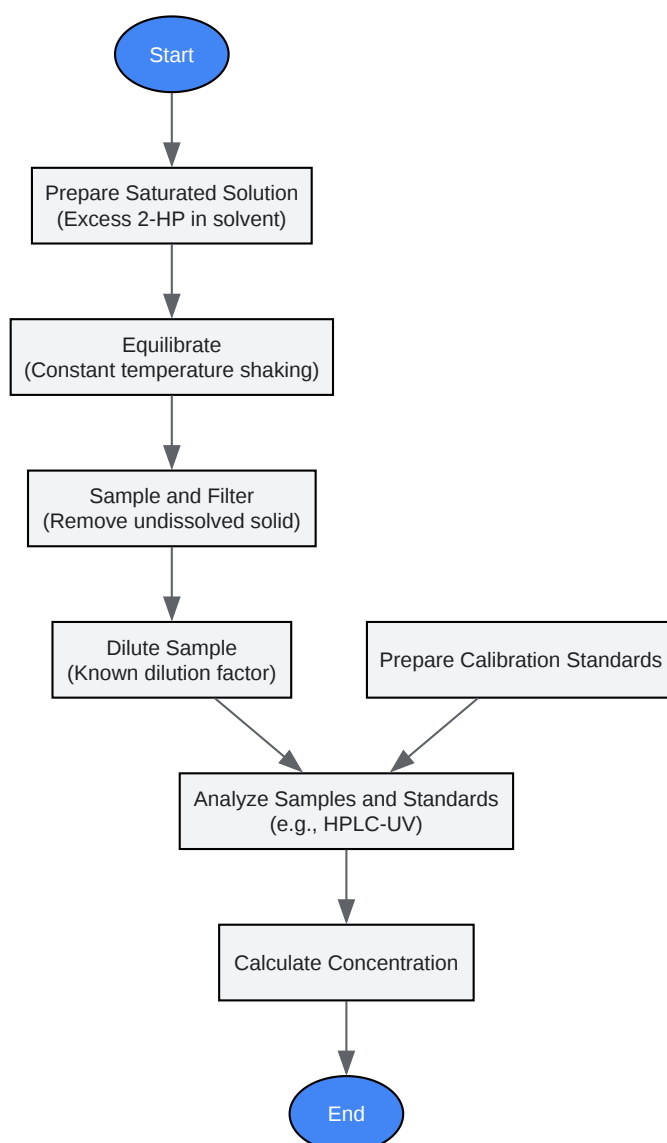 Start
Prepare Saturated Solution
(Excess 2-HP in solvent)
Equilibrate
(Constant temperature shaking)
Sample and Filter
(Remove undissolved solid)
Dilute Sample
(Known dilution factor)
Prepare Calibration Standards
Analyze Samples and Standards
(e.g., HPLC-UV)
Calculate Concentration
End